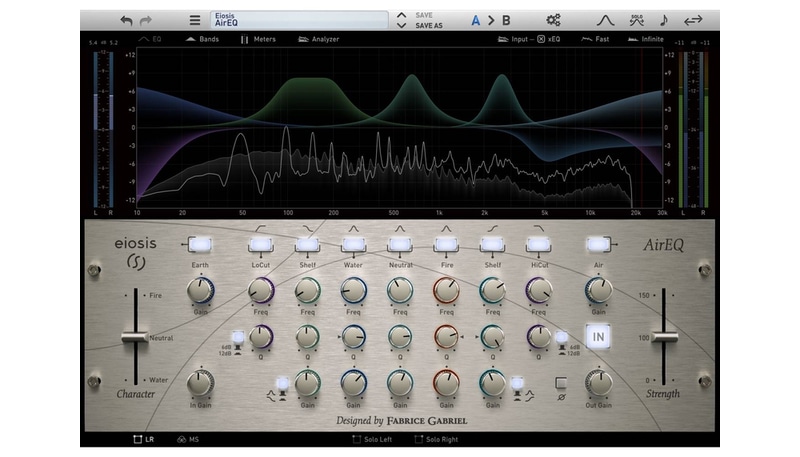 Eiosis
AirEQ
SAVE
SAVE AS
A > B
SOLO
5.4 dB 5.2
EQ Bands Meters Analyzer
Input – xEQ Fast Infinite
-11 dB -11
+12 +12
+9 +9
+6 +6
+3 +3
0 0
-3 -3
-6 -6
-9 -9
-12 -12
L R 10 20 50 100 200 500 1k 2k 5k 10k 20k 30k L R
eiosis
AirEQ
Earth LoCut Shelf Water Neutral Fire Shelf HiCut Air
Fire
150
Gain Freq Freq Freq Freq Freq Freq Freq Gain
Neutral
6dB
12dB
Q Q Q Q Q Q Q
6dB
12dB
IN
100
Water
0
Character
In Gain Gain Gain Gain Gain Gain Ø Out Gain
Strength
Designed by FABRICE GABRIEL
LR MS Solo Left Solo Right